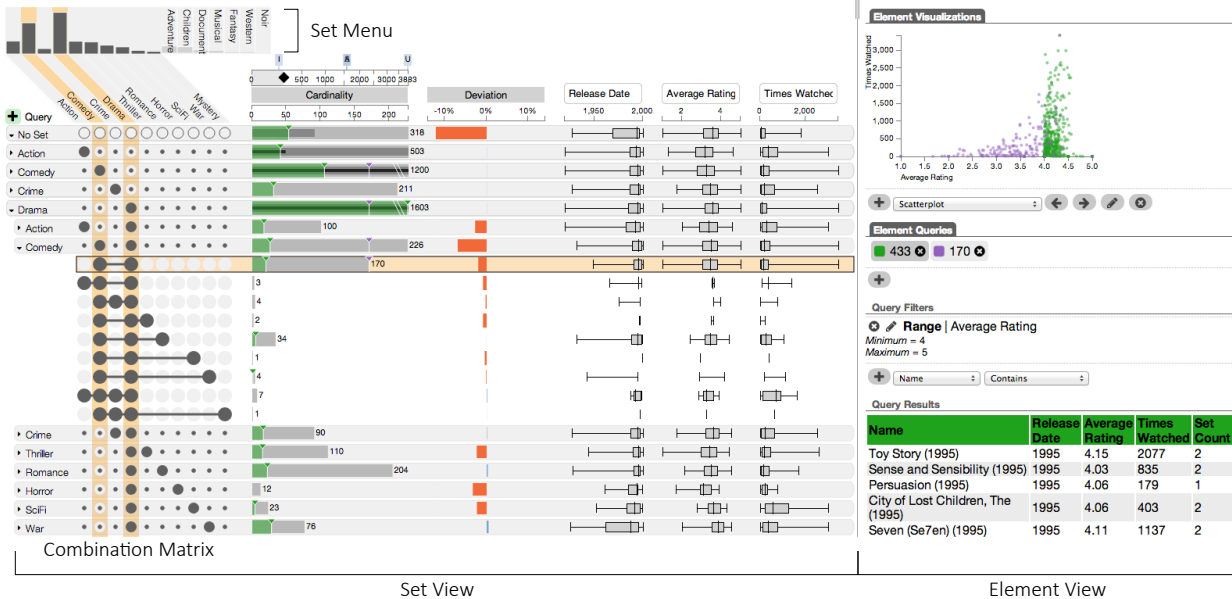 Adventure
Children
Document
Musical
Fantasy
Western
Noir
Set Menu
Action
Comedy
Crime
Drama
Thriller
Romance
Horror
SciFi
War
Mystery
Query
I & U
0 500 1000 2000 3000 3883
Cardinality
0 50 100 150 200
Deviation
-10% 0% 10%
Release Date
1,950 2,000
Average Rating
2 4
Times Watched
0 2,000
No Set 318
Action 503
Comedy 1200
Crime 211
Drama 1603
Action 100
Comedy 226
170
3
4
2
34
1
4
7
1
Crime 90
Thriller 110
Romance 204
Horror 12
SciFi 23
War 76
Combination Matrix
Set View
Element Visualizations
Times Watched
3,000
2,500
2,000
1,500
1,000
500
0
1.0 1.5 2.0 2.5 3.0 3.5 4.0 4.5 5.0
Average Rating
Scatterplot
Element Queries
433 170
Query Filters
Range | Average Rating
Minimum = 4
Maximum = 5
Name Contains
Query Results
Name Release Date Average Rating Times Watched Set Count
Toy Story (1995) 1995 4.15 2077 2
Sense and Sensibility (1995) 1995 4.03 835 2
Persuasion (1995) 1995 4.06 179 1
City of Lost Children, The (1995) 1995 4.06 403 2
Seven (Se7en) (1995) 1995 4.11 1137 2
Element View